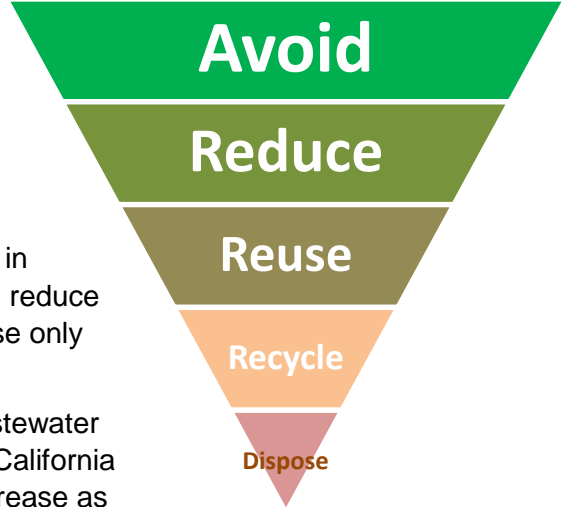 Avoid
Reduce
Reuse
Recycle
Dispose
in
reduce
se only
stewater
California
rease as